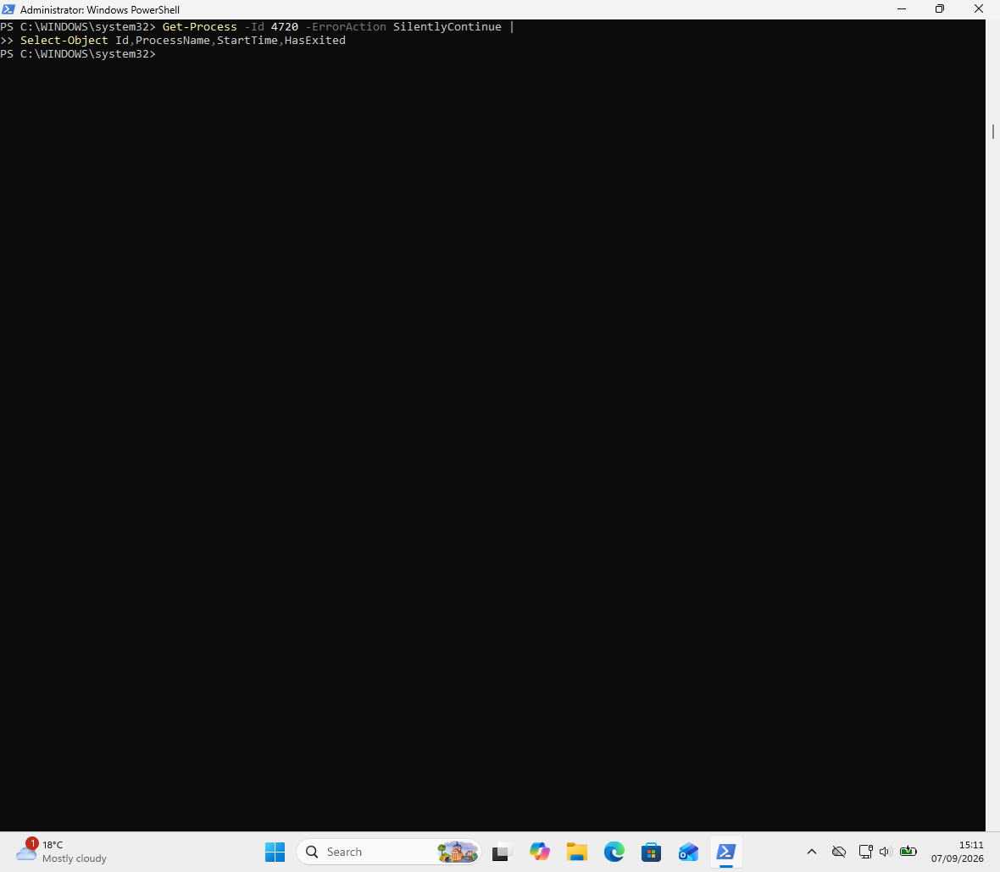 Administrator: Windows PowerShell
PS C:\WINDOWS\system32> Get-Process -Id 4720 -ErrorAction SilentlyContinue |
>> Select-Object Id,ProcessName,StartTime,HasExited
PS C:\WINDOWS\system32>
1
18°C
Mostly cloudy
Search
15:11
07/09/2026